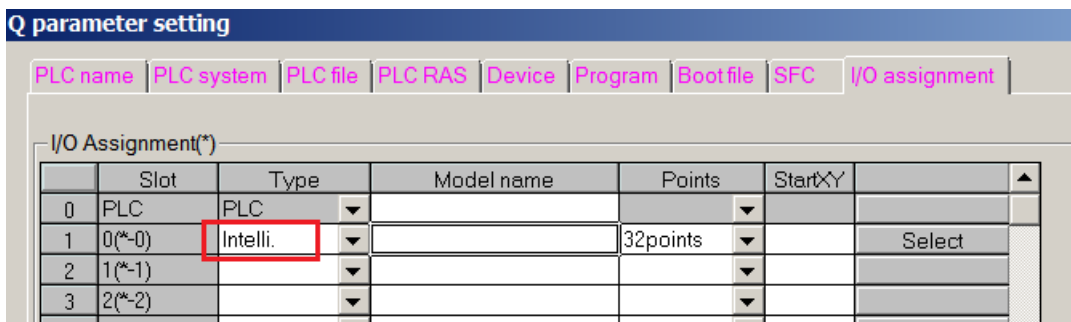 Q parameter setting
PLC name PLC system PLC file PLC RAS Device Program Boot file SFC I/O assignment
I/O Assignment(*)
Slot Type Model name Points StartXY
0 PLC PLC
1 0(*-0) Intelli. 32points Select
2 1(*-1)
3 2(*-2)